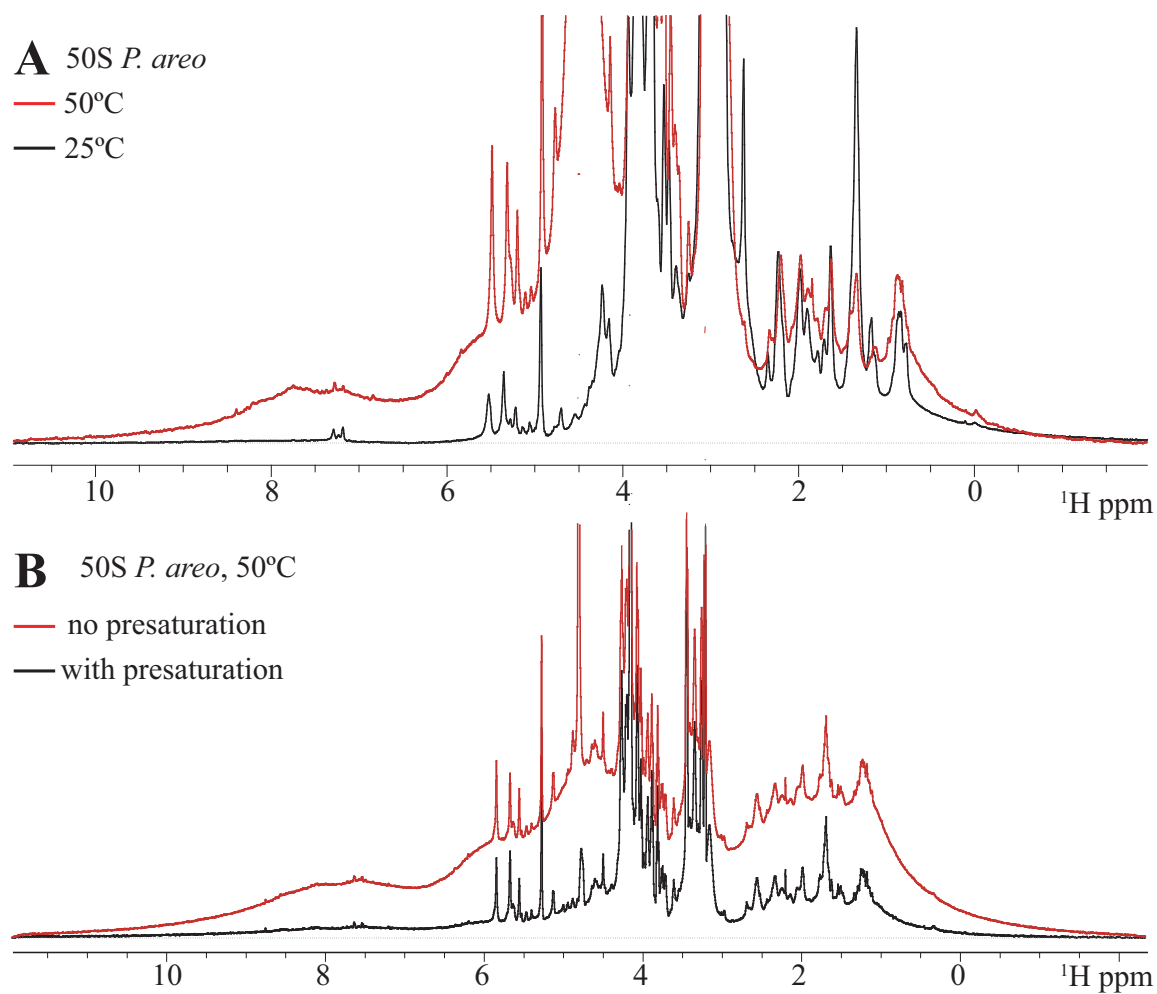 A 50S P. areo
50ºC
25ºC
10 8 6 4 2 0
¹H ppm
B 50S P. areo, 50ºC
no presaturation
with presaturation
10 8 6 4 2 0
¹H ppm